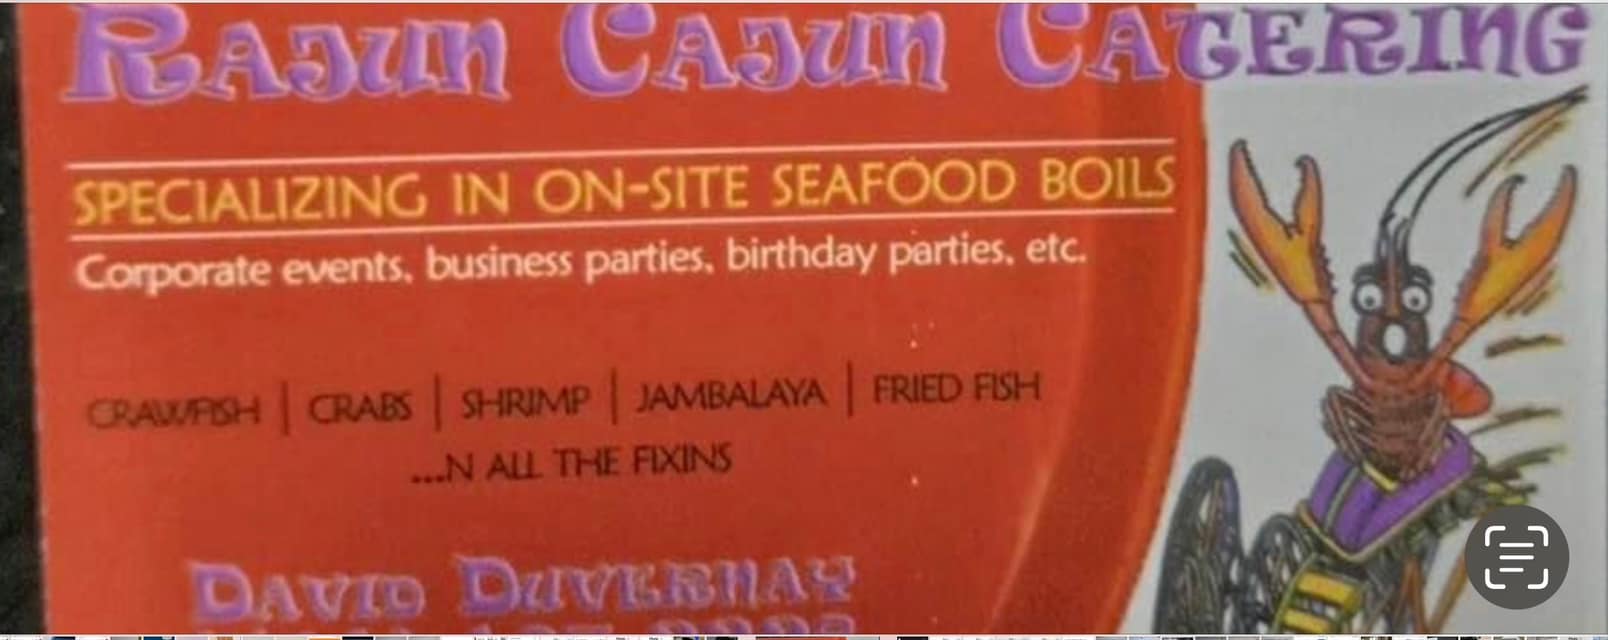 RAJUN CAJUN CATERING
SPECIALIZING IN ON-SITE SEAFOOD BOILS
Corporate events, business parties, birthday parties, etc.
CRAWFISH | CRABS | SHRIMP | JAMBALAYA | FRIED FISH
...N ALL THE FIXINS
DAVID DUVERNAY